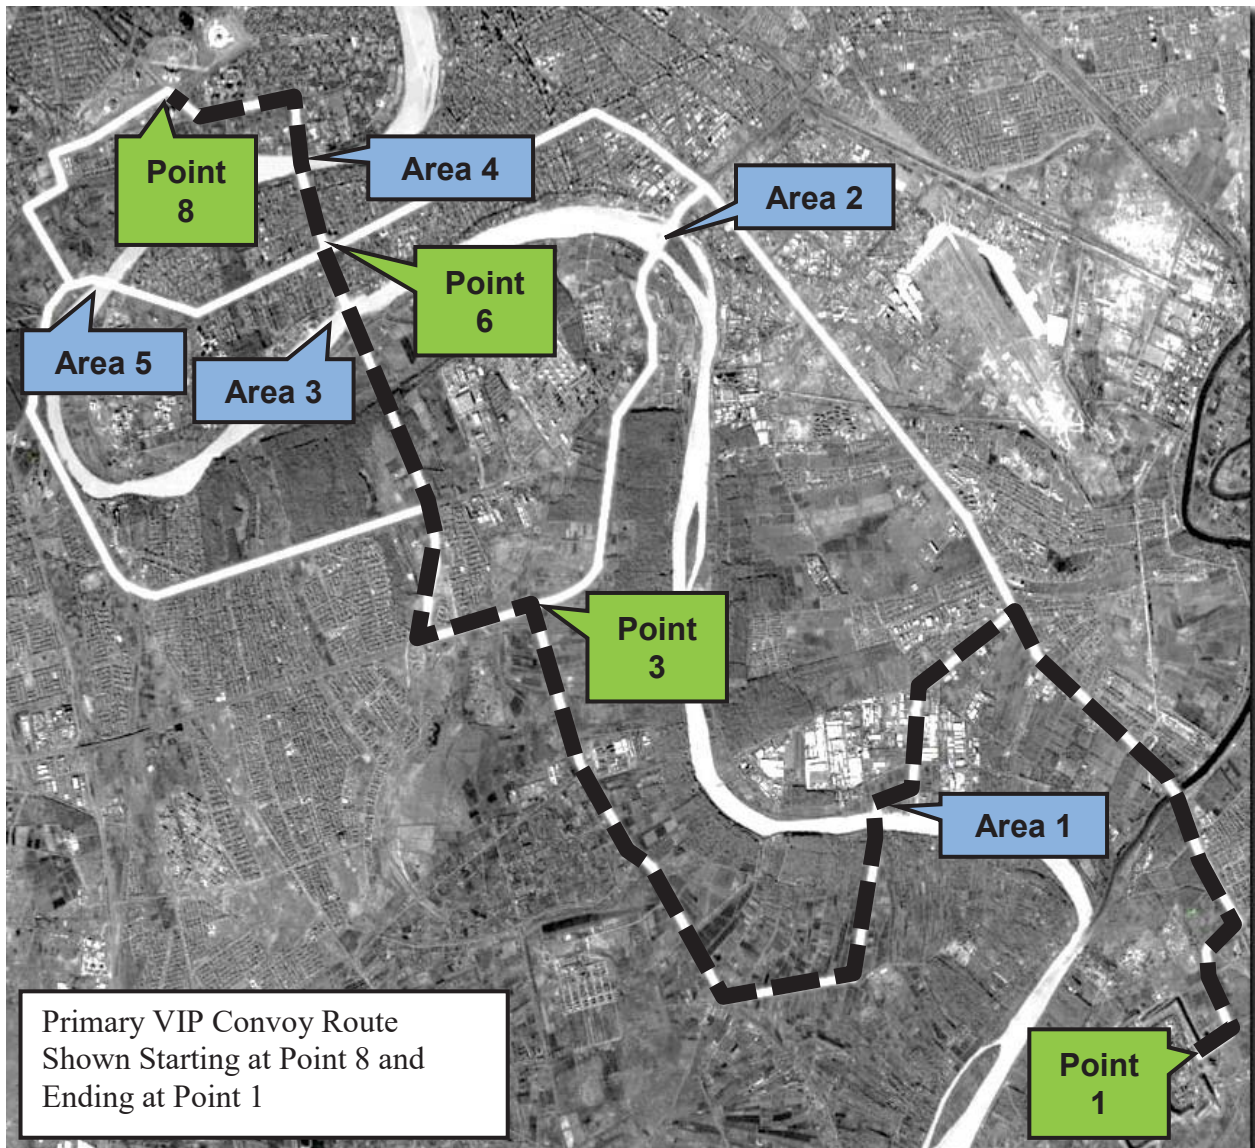 Area 4
Point
8
Area 2
Point
6
Area 5
Area 3
Point
3
Area 1
Primary VIP Convoy Route
Shown Starting at Point 8 and
Ending at Point 1
Point
1